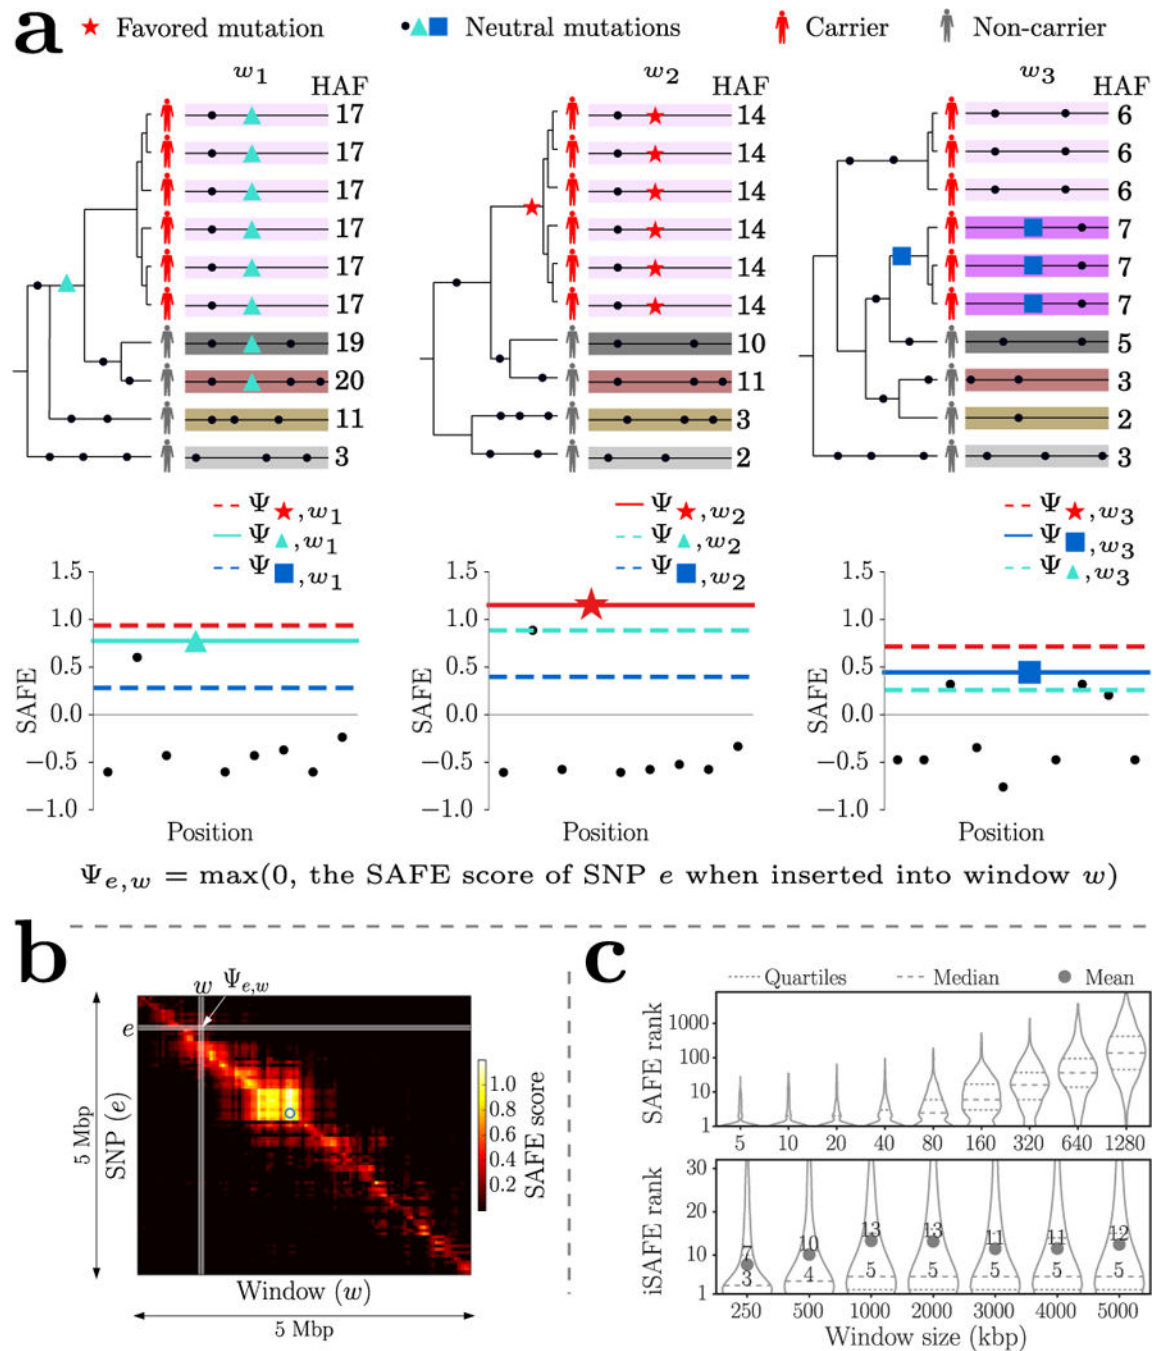 a
Favored mutation Neutral mutations Carrier Non-carrier
w1 HAF w2 HAF w3 HAF
17 14 6
17 14 6
17 14 6
17 14 7
17 14 7
17 14 7
19 10 5
20 11 3
11 3 2
3 2 3
Ψ★, w1 Ψ★, w2 Ψ★, w3
Ψ▲, w1 Ψ▲, w2 Ψ■, w3
Ψ■, w1 Ψ■, w2 Ψ▲, w3
1.5 1.5 1.5
1.0 1.0 1.0
0.5 0.5 0.5
0.0 0.0 0.0
−0.5 −0.5 −0.5
−1.0 −1.0 −1.0
SAFE SAFE SAFE
Position Position Position
Ψe,w = max(0, the SAFE score of SNP e when inserted into window w)
b
w Ψe,w
e
5 Mbp
SNP (e)
1.0
0.8
0.6
0.4
0.2
SAFE score
Window (w)
5 Mbp
c
Quartiles Median Mean
SAFE rank
1000
100
10
1
5 10 20 40 80 160 320 640 1280
iSAFE rank
30
20
10
1
7 10 13 13 11 11 12
3 4 5 5 5 5 5
250 500 1000 2000 3000 4000 5000
Window size (kbp)